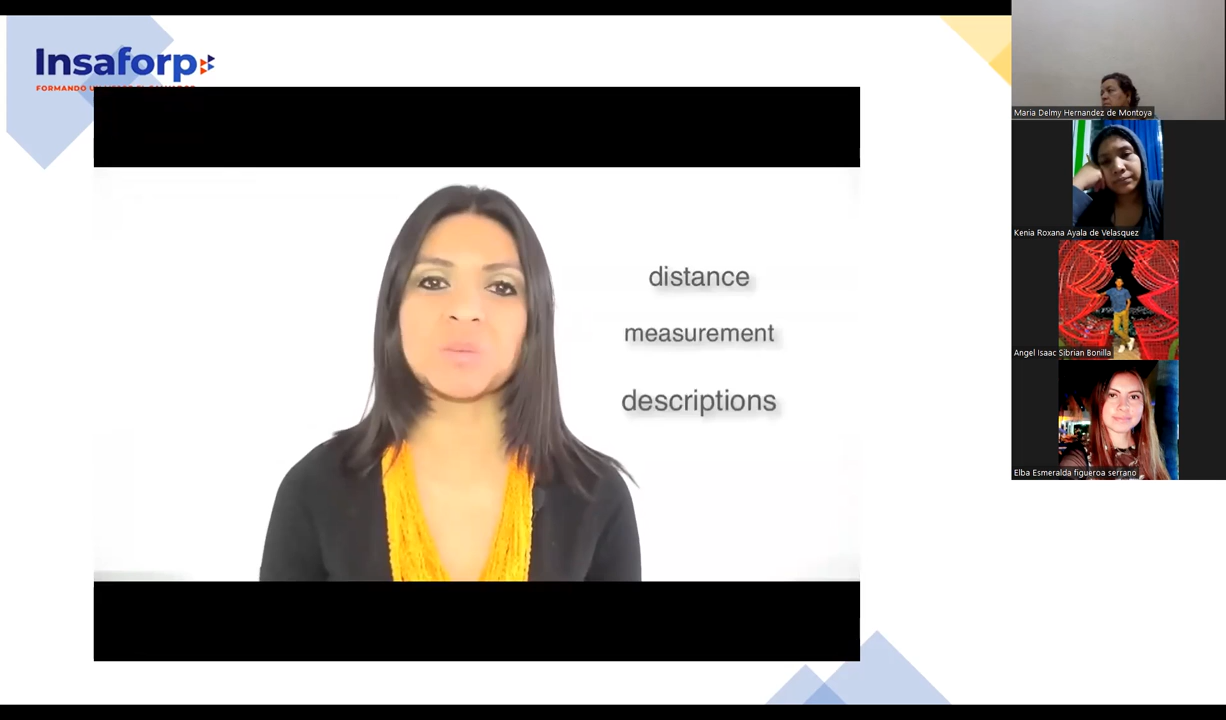 Insaforp
FORMANDO
distance
measurement
descriptions
Maria Delmy Hernandez de Montoya
Kenia Roxana Ayala de Velasquez
Angel Isaac Sibrian Bonilla
Elba Esmeralda figueroa serrano